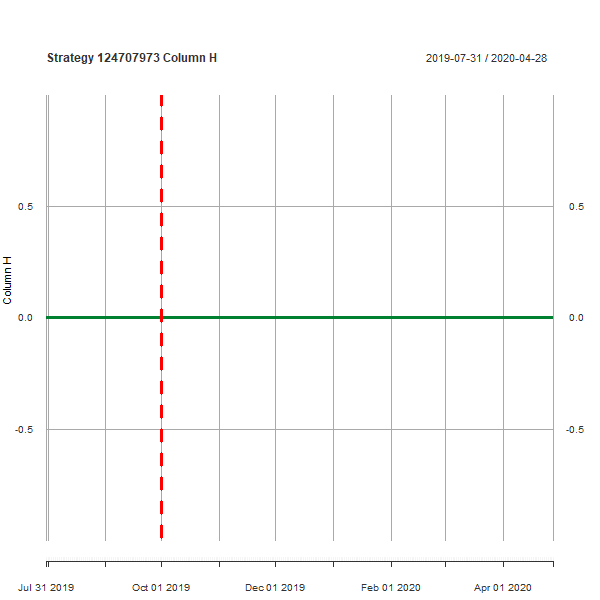 Strategy 124707973 Column H
2019-07-31 / 2020-04-28
0.5
0.5
Column H
0.0
0.0
-0.5
-0.5
Jul 31 2019
Oct 01 2019
Dec 01 2019
Feb 01 2020
Apr 01 2020